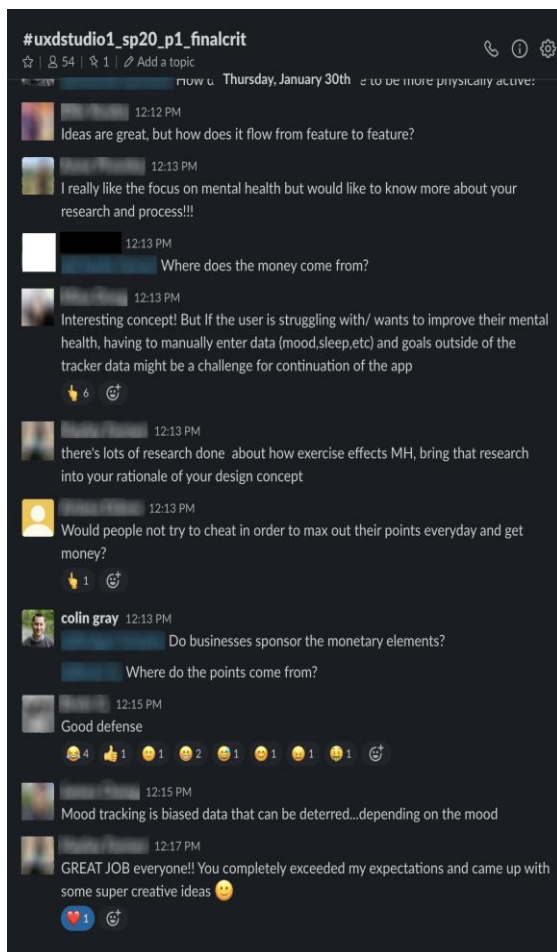 #uxdstudio1_sp20_p1_finalcrit
54 | 1 | Add a topic
Thursday, January 30th
to be more physically active?
12:12 PM
Ideas are great, but how does it flow from feature to feature?
12:13 PM
I really like the focus on mental health but would like to know more about your
research and process!!!
12:13 PM
Where does the money come from?
12:13 PM
Interesting concept! But If the user is struggling with/ wants to improve their mental
health, having to manually enter data (mood,sleep,etc) and goals outside of the
tracker data might be a challenge for continuation of the app
6
12:13 PM
there's lots of research done about how exercise effects MH, bring that research
into your rationale of your design concept
12:13 PM
Would people not try to cheat in order to max out their points everyday and get
money?
1
colin gray 12:13 PM
Do businesses sponsor the monetary elements?
Where do the points come from?
12:15 PM
Good defense
4 1 1 2 1 1 1 1
12:15 PM
Mood tracking is biased data that can be deterred...depending on the mood
12:17 PM
GREAT JOB everyone!! You completely exceeded my expectations and came up with
some super creative ideas 🙂
1